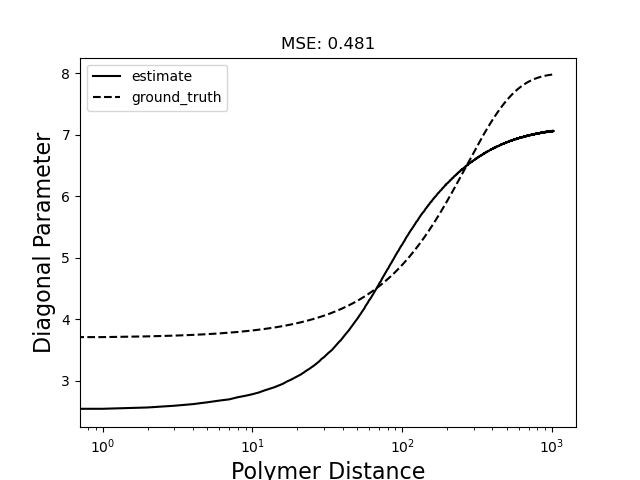 MSE: 0.481
estimate
ground_truth
Diagonal Parameter
8
7
6
5
4
3
10⁰
10¹
10²
10³
Polymer Distance